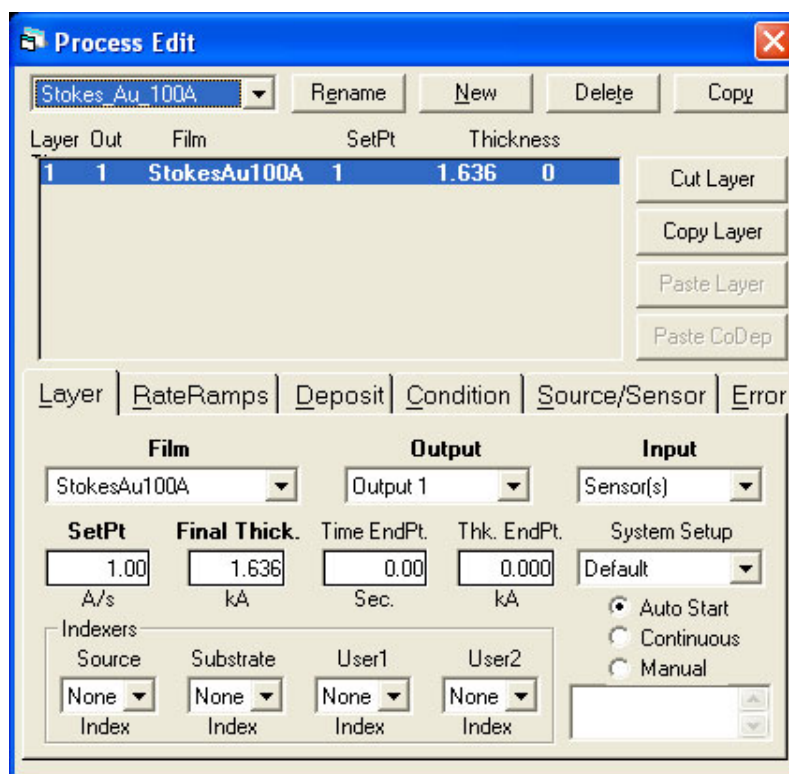 Process Edit
Stokes_Au_100A Rename New Delete Copy
Layer Out Film SetPt Thickness
1 1 StokesAu100A 1 1.636 0
Cut Layer
Copy Layer
Paste Layer
Paste CoDep
Layer RateRamps Deposit Condition Source/Sensor Error
Film Output Input
StokesAu100A Output 1 Sensor(s)
SetPt Final Thick. Time EndPt. Thk. EndPt. System Setup
1.00 1.636 0.00 0.000 Default
A/s kA Sec. kA
Auto Start
Continuous
Manual
Indexers
Source Substrate User1 User2
None None None None
Index Index Index Index